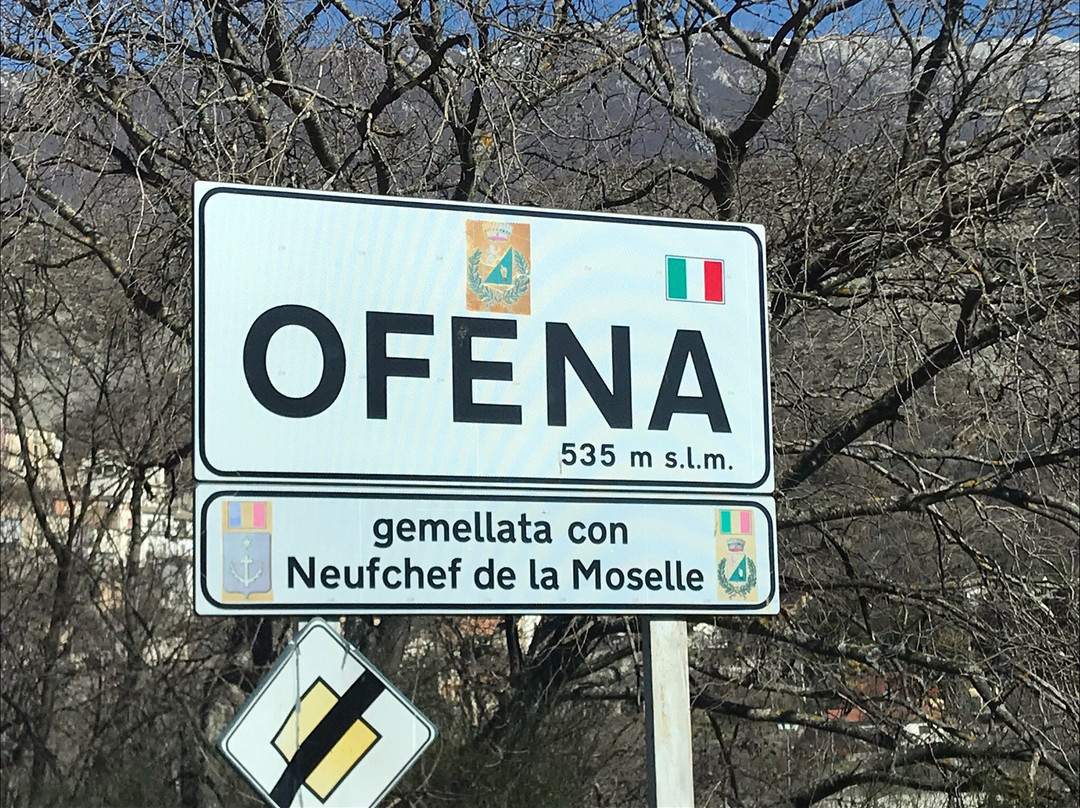 OFENA
535 m s.l.m.
gemellata con
Neufchef de la Moselle